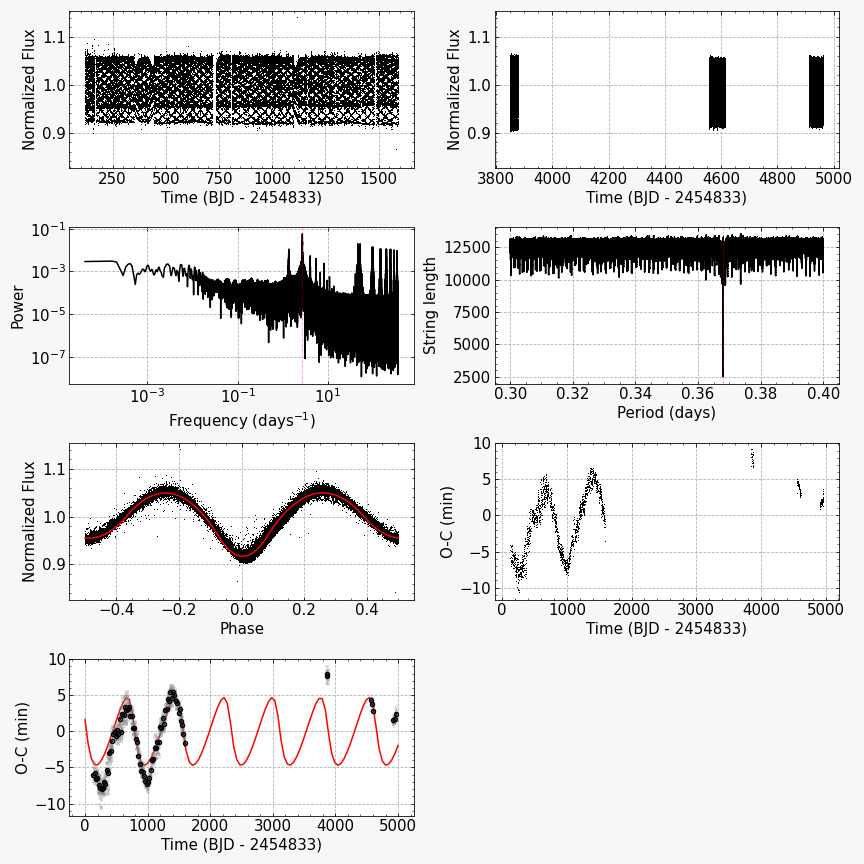 Normalized Flux
1.1
1.0
0.9
250 500 750 1000 1250 1500
Time (BJD - 2454833)
Normalized Flux
1.1
1.0
0.9
3800 4000 4200 4400 4600 4800 5000
Time (BJD - 2454833)
Power
10⁻¹
10⁻³
10⁻⁵
10⁻⁷
10⁻³ 10⁻¹ 10¹
Frequency (days⁻¹)
String length
12500
10000
7500
5000
2500
0.30 0.32 0.34 0.36 0.38 0.40
Period (days)
Normalized Flux
1.1
1.0
0.9
−0.4 −0.2 0.0 0.2 0.4
Phase
O-C (min)
10
5
0
−5
−10
0 1000 2000 3000 4000 5000
Time (BJD - 2454833)
O-C (min)
10
5
0
−5
−10
0 1000 2000 3000 4000 5000
Time (BJD - 2454833)